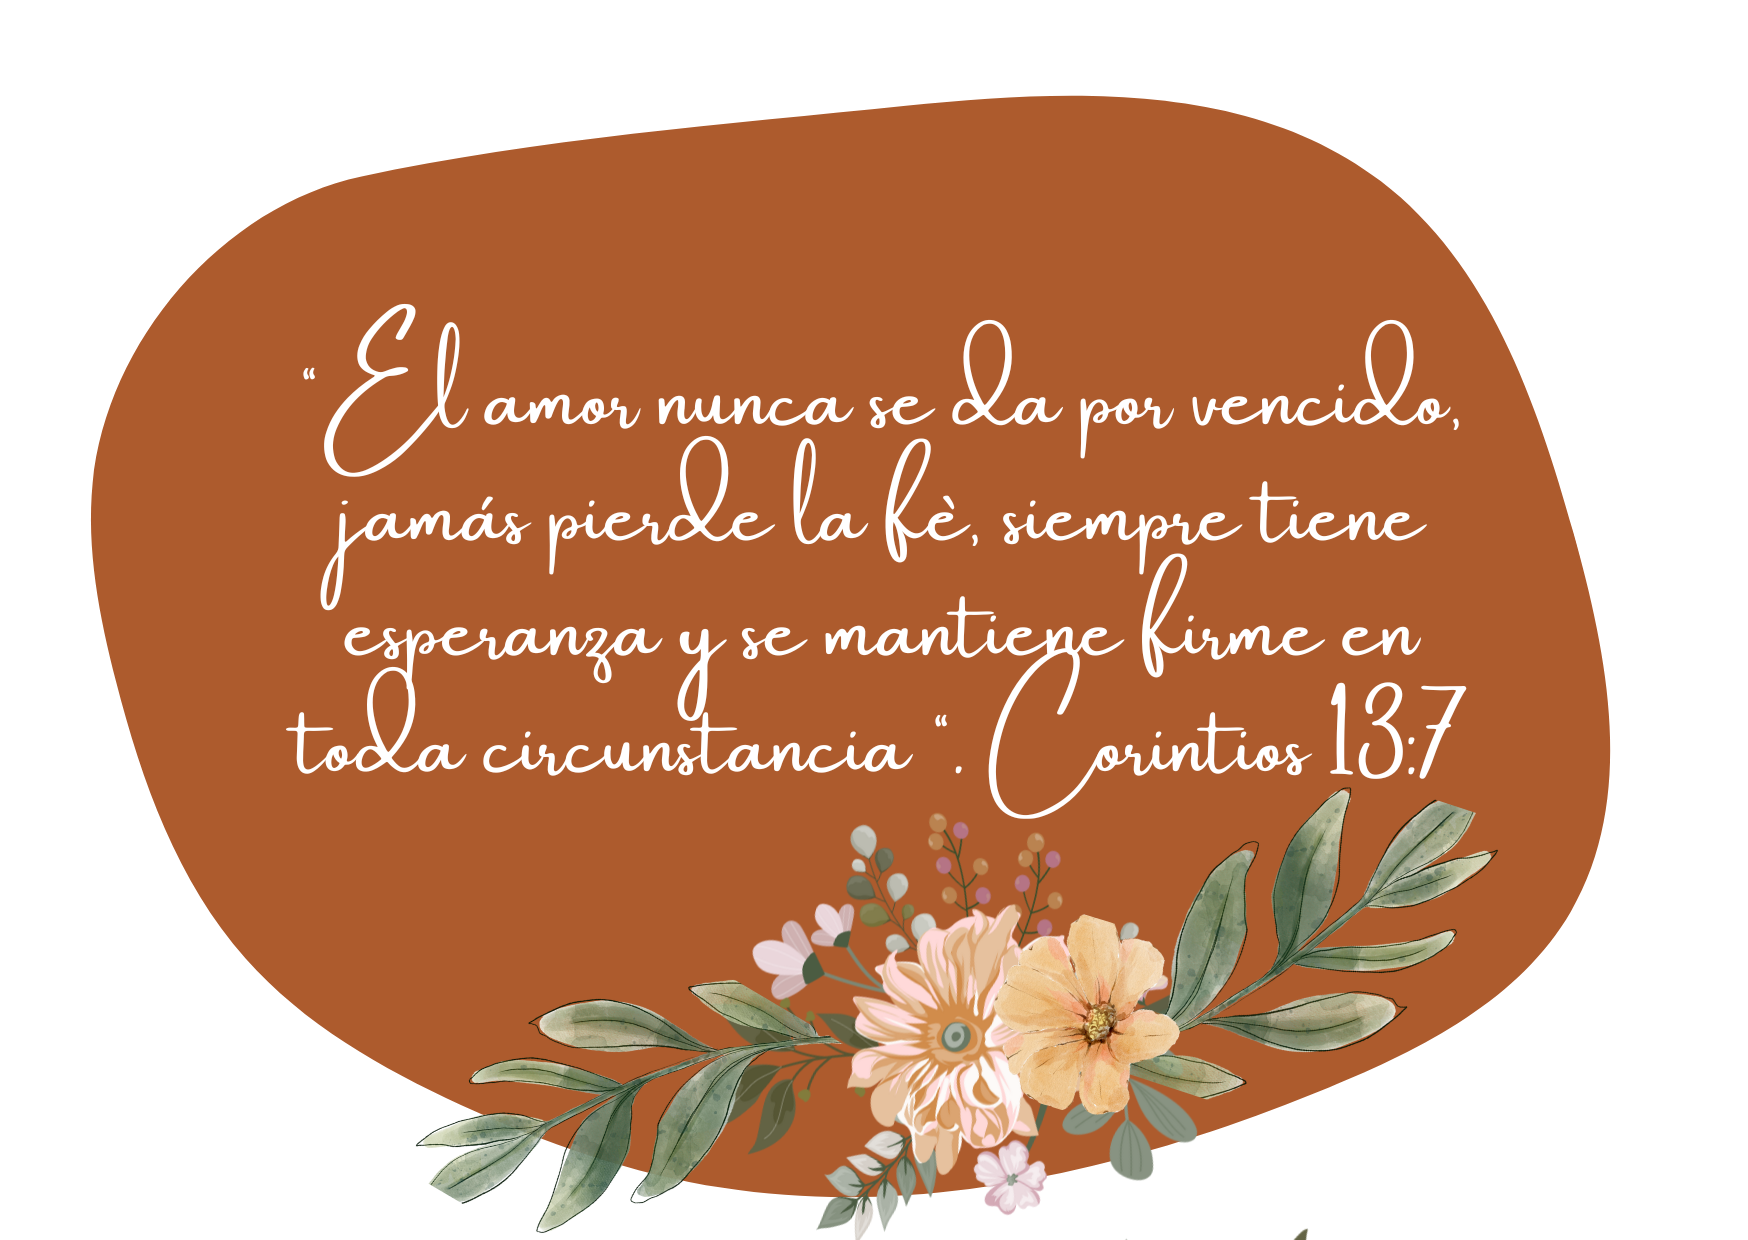 “El amor nunca se da por vencido,
jamás pierde la fè, siempre tiene
esperanza y se mantiene firme en
toda circunstancia “. Corintios 13:7